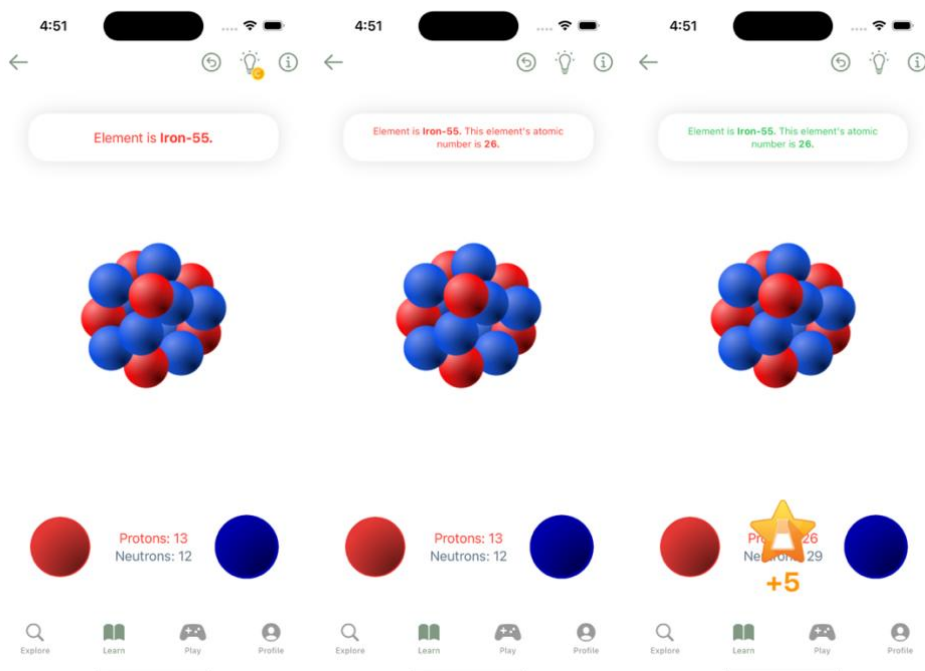 4:51
Element is Iron-55.
Protons: 13
Neutrons: 12
Explore
Learn
Play
Profile
4:51
Element is Iron-55. This element's atomic
number is 26.
Protons: 13
Neutrons: 12
Explore
Learn
Play
Profile
4:51
Element is Iron-55. This element's atomic
number is 26.
26
29
+5
Explore
Learn
Play
Profile